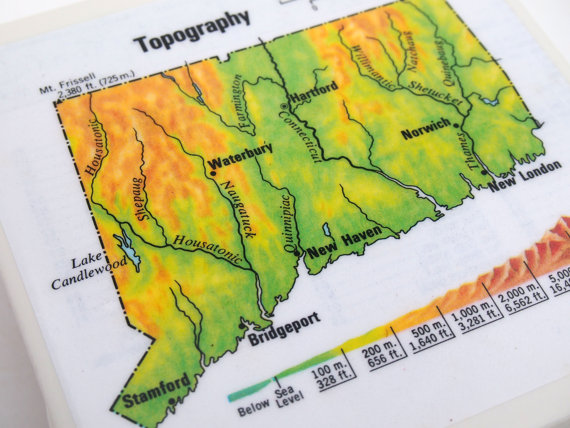 Topography
Mt. Frissell
2,380 ft. (725 m.)
Housatonic
Shepaug
Farmington
Hartford
Connecticut
Willimantic
Natchaug
Shetucket
Quinebaug
Norwich
Thames
New London
Waterbury
Naugatuck
Quinnipiac
Housatonic
New Haven
Lake
Candlewood
Bridgeport
Stamford
Below
Sea
Level
100 m.
328 ft.
200 m.
656 ft.
500 m.
1,640 ft.
1,000 m.
3,281 ft.
2,000 m.
6,562 ft.